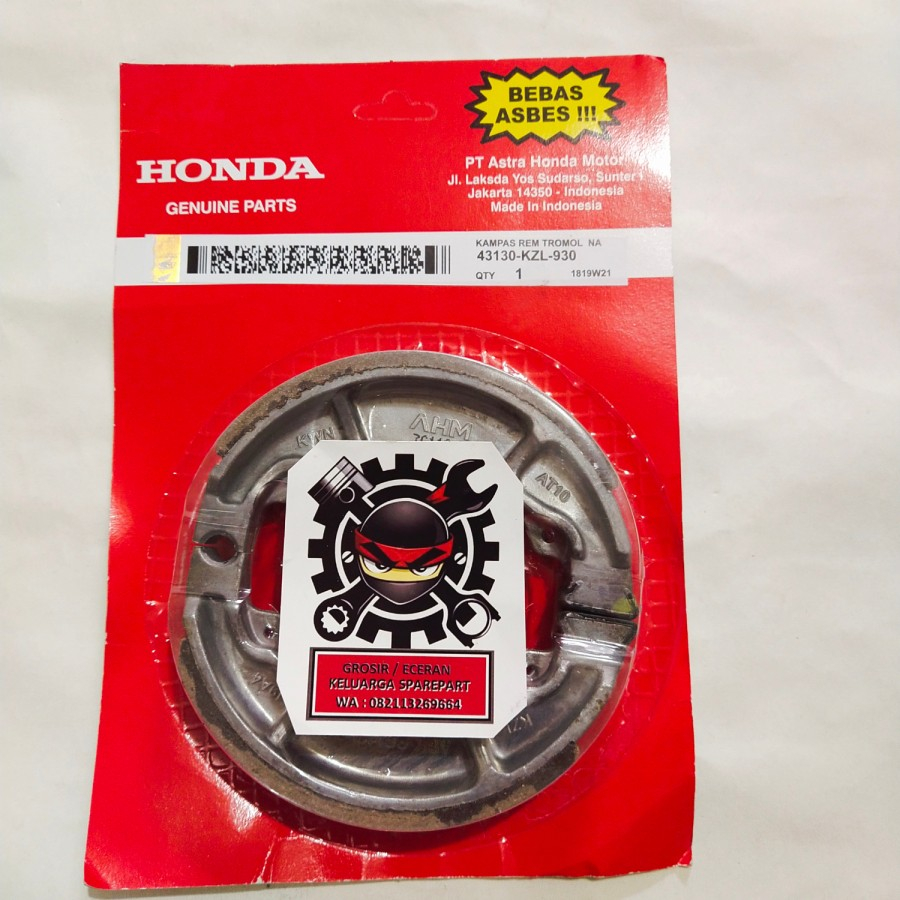 BEBAS
ASBES !!!
HONDA
GENUINE PARTS
PT Astra Honda Motor
Jl. Laksda Yos Sudarso, Sunter I
Jakarta 14350 - Indonesia
Made In Indonesia
KAMPAS REM TROMOL NA
43130-KZL-930
QTY 1 1819W21
AHM
KWN
AT10
GROSIR / ECERAN
KELUARGA SPAREPART
WA : 082113269664
KZL